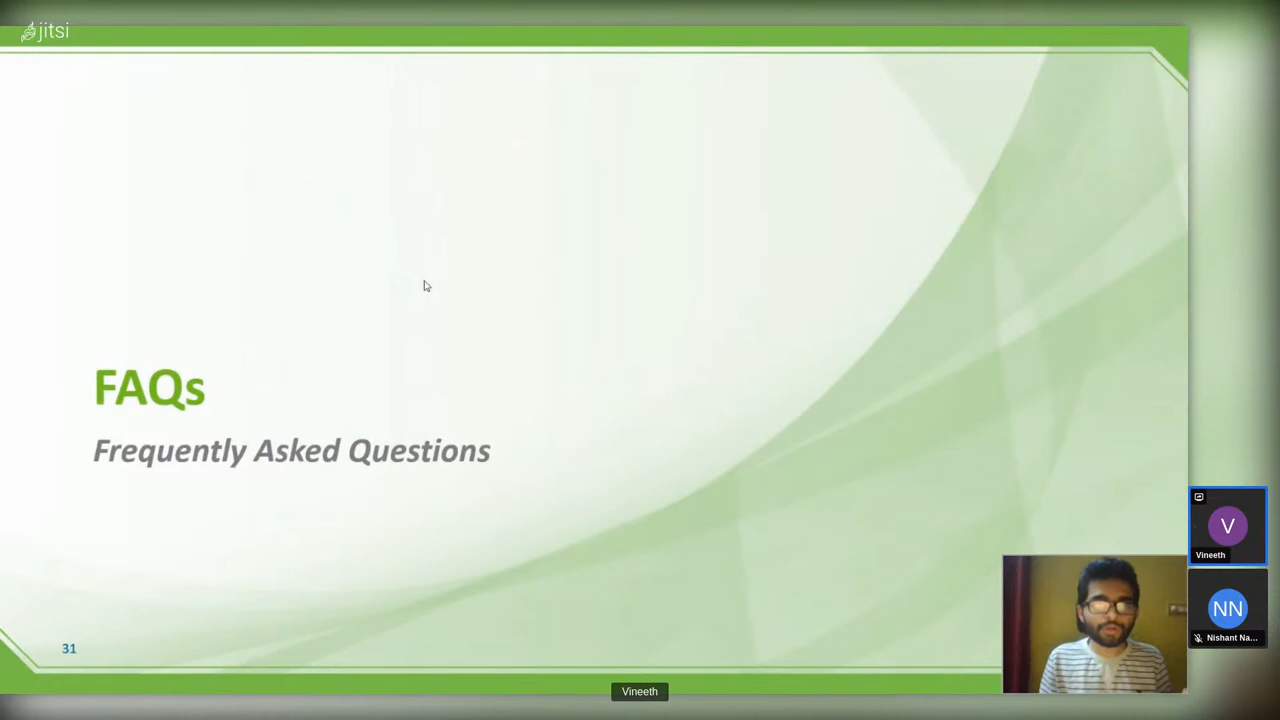 jitsi
FAQs
Frequently Asked Questions
31
V
Vineeth
NN
Nishant Na...
Vineeth